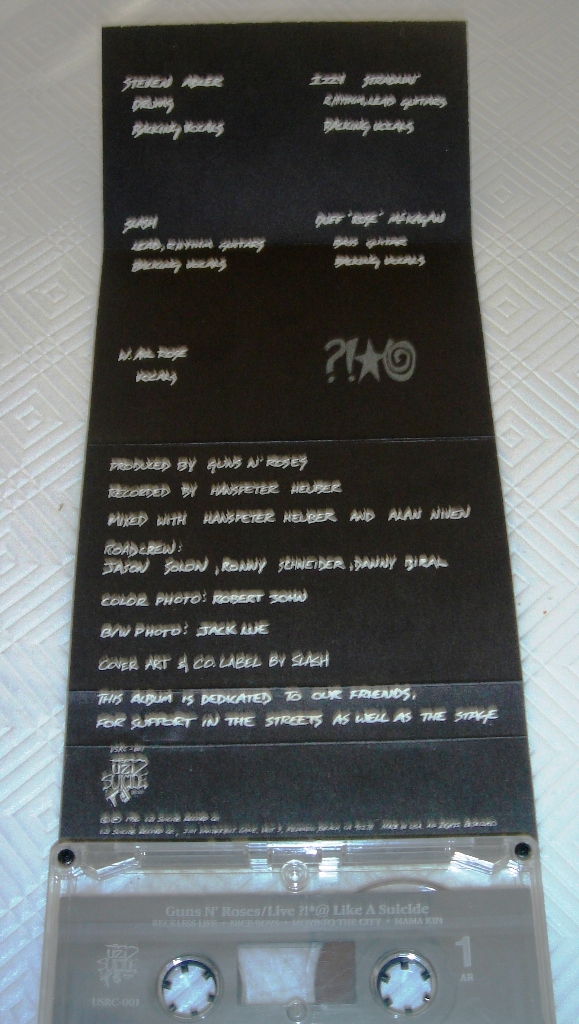 STEVEN ADLER
DRUMS
BACKING VOCALS
IZZY STRADLIN'
RHYTHM, LEAD GUITARS
BACKING VOCALS
SLASH
LEAD, RHYTHM GUITARS
BACKING VOCALS
DUFF "ROSE" McKAGAN
BASS GUITAR
BACKING VOCALS
W. AXL ROSE
VOCALS
?!★@
PRODUCED BY GUNS N' ROSES
RECORDED BY HANSPETER HEUBER
MIXED WITH HANSPETER HEUBER AND ALAN NIVEN
ROADCREW:
JASON SOLON, RONNY SCHNEIDER, DANNY BIRAL
COLOR PHOTO: ROBERT JOHN
B/W PHOTO: JACK LUE
COVER ART & CO. LABEL BY SLASH
THIS ALBUM IS DEDICATED TO OUR FRIENDS,
FOR SUPPORT IN THE STREETS AS WELL AS THE STAGE
USRC-001
UZI
SUICIDE
Guns N' Roses/Live ?!*@ Like A Suicide
RECKLESS LIFE • NICE BOYS • MOVE TO THE CITY • MAMA KIN
UZI
SUICIDE
1
AR
USRC-001